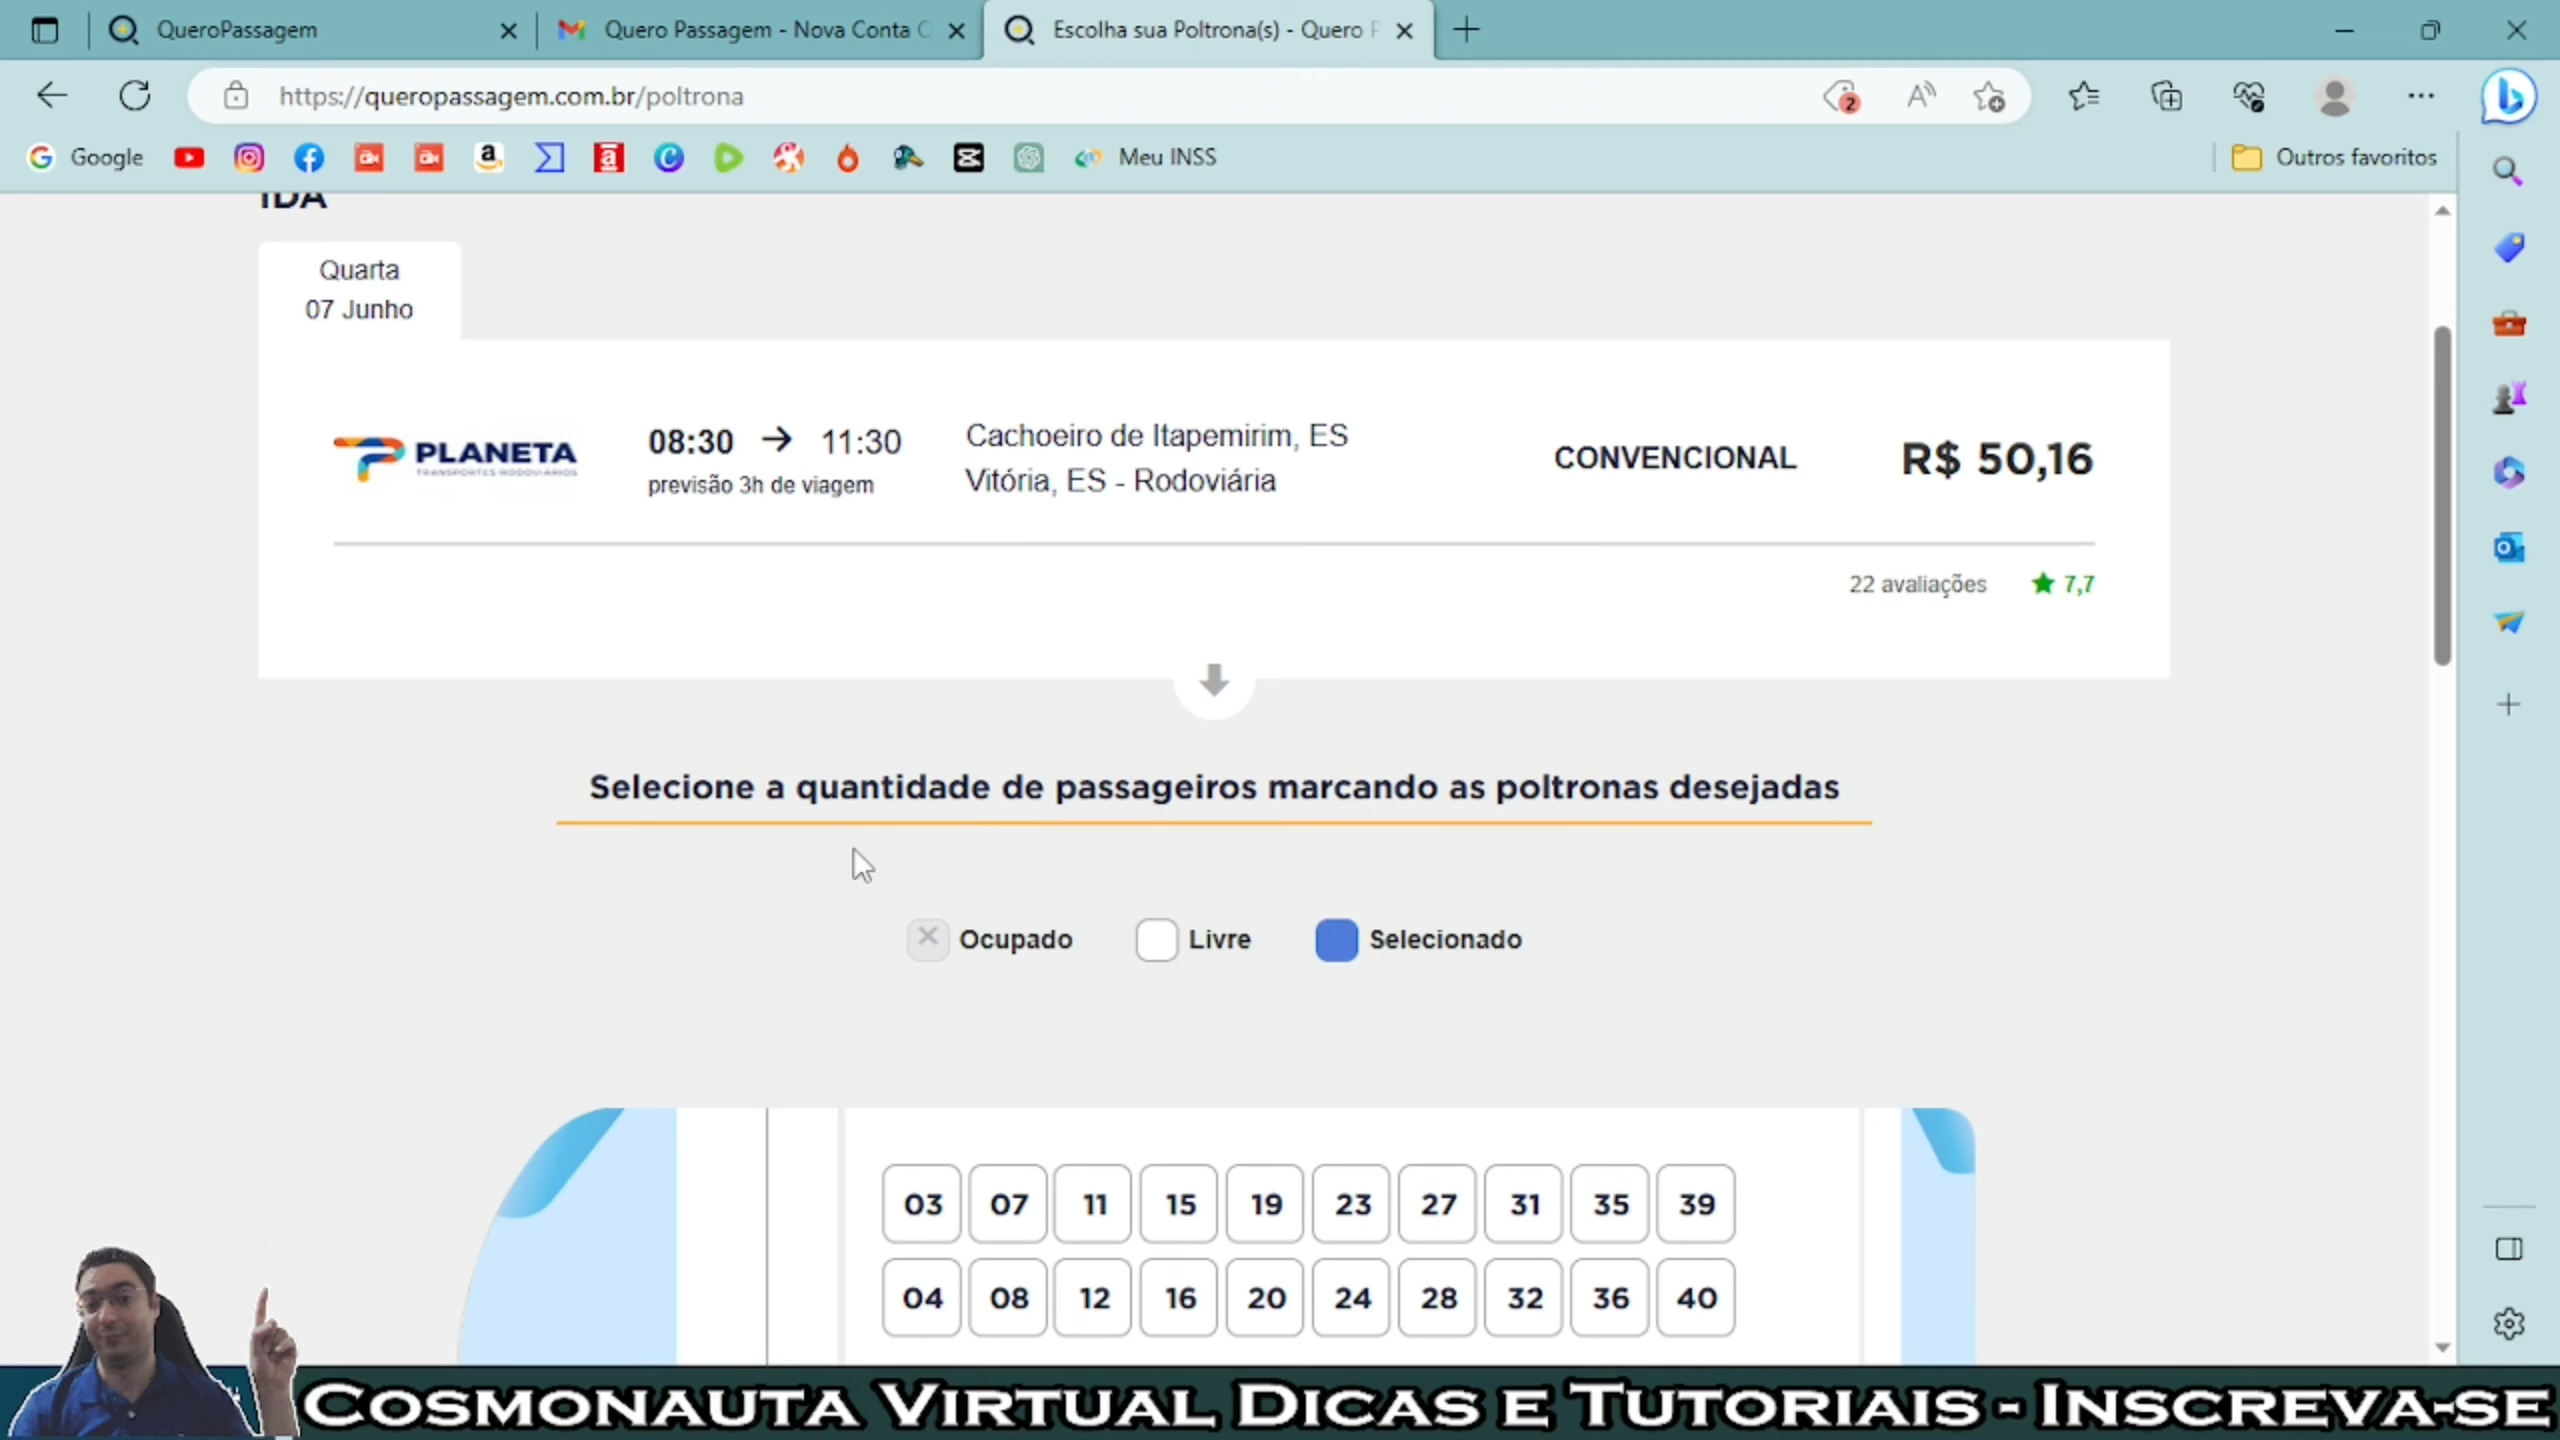 QueroPassagem
Quero Passagem - Nova Conta C
Escolha sua Poltrona(s) - Quero P
https://queropassagem.com.br/poltrona
2
Google
Meu INSS
Outros favoritos
IDA
Quarta
07 Junho
PLANETA
TRANSPORTES RODOVIÁRIOS
08:30 → 11:30
previsão 3h de viagem
Cachoeiro de Itapemirim, ES
Vitória, ES - Rodoviária
CONVENCIONAL
R$ 50,16
22 avaliações ★ 7,7
Selecione a quantidade de passageiros marcando as poltronas desejadas
Ocupado Livre Selecionado
03 07 11 15 19 23 27 31 35 39
04 08 12 16 20 24 28 32 36 40
COSMONAUTA VIRTUAL DICAS E TUTORIAIS - INSCREVA-SE